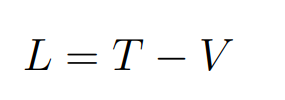 L = T − V